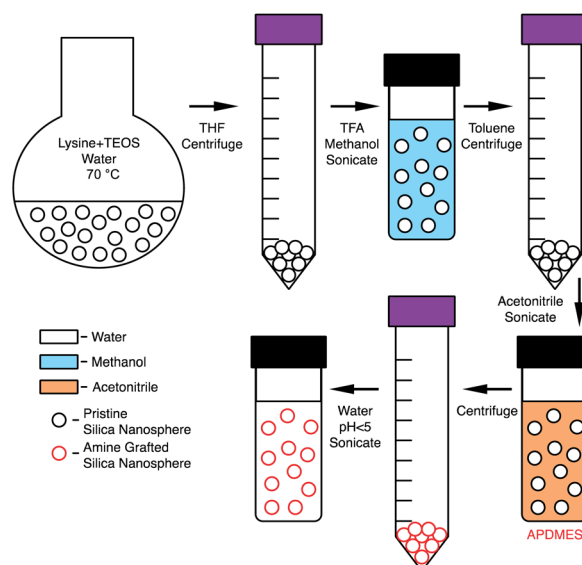 Lysine+TEOS
Water
70 °C
THF
Centrifuge
TFA
Methanol
Sonicate
Toluene
Centrifuge
Acetonitrile
Sonicate
– Water
– Methanol
– Acetonitrile
– Pristine
Silica Nanosphere
– Amine Grafted
Silica Nanosphere
Water
pH<5
Sonicate
Centrifuge
APDMES